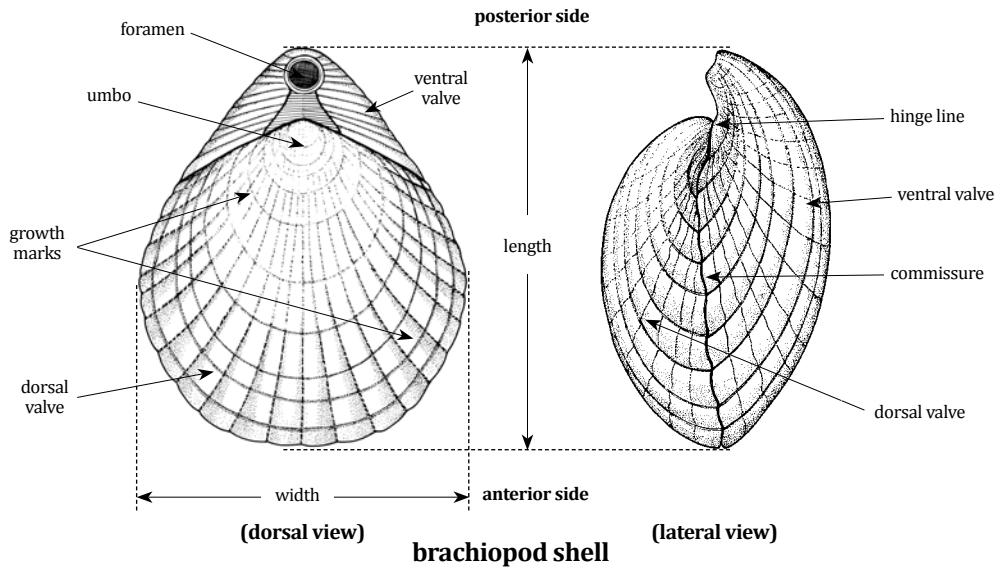 posterior side
foramen
umbo
ventral
valve
growth
marks
dorsal
valve
length
hinge line
ventral valve
commissure
dorsal valve
width
anterior side
(dorsal view)
(lateral view)
brachiopod shell